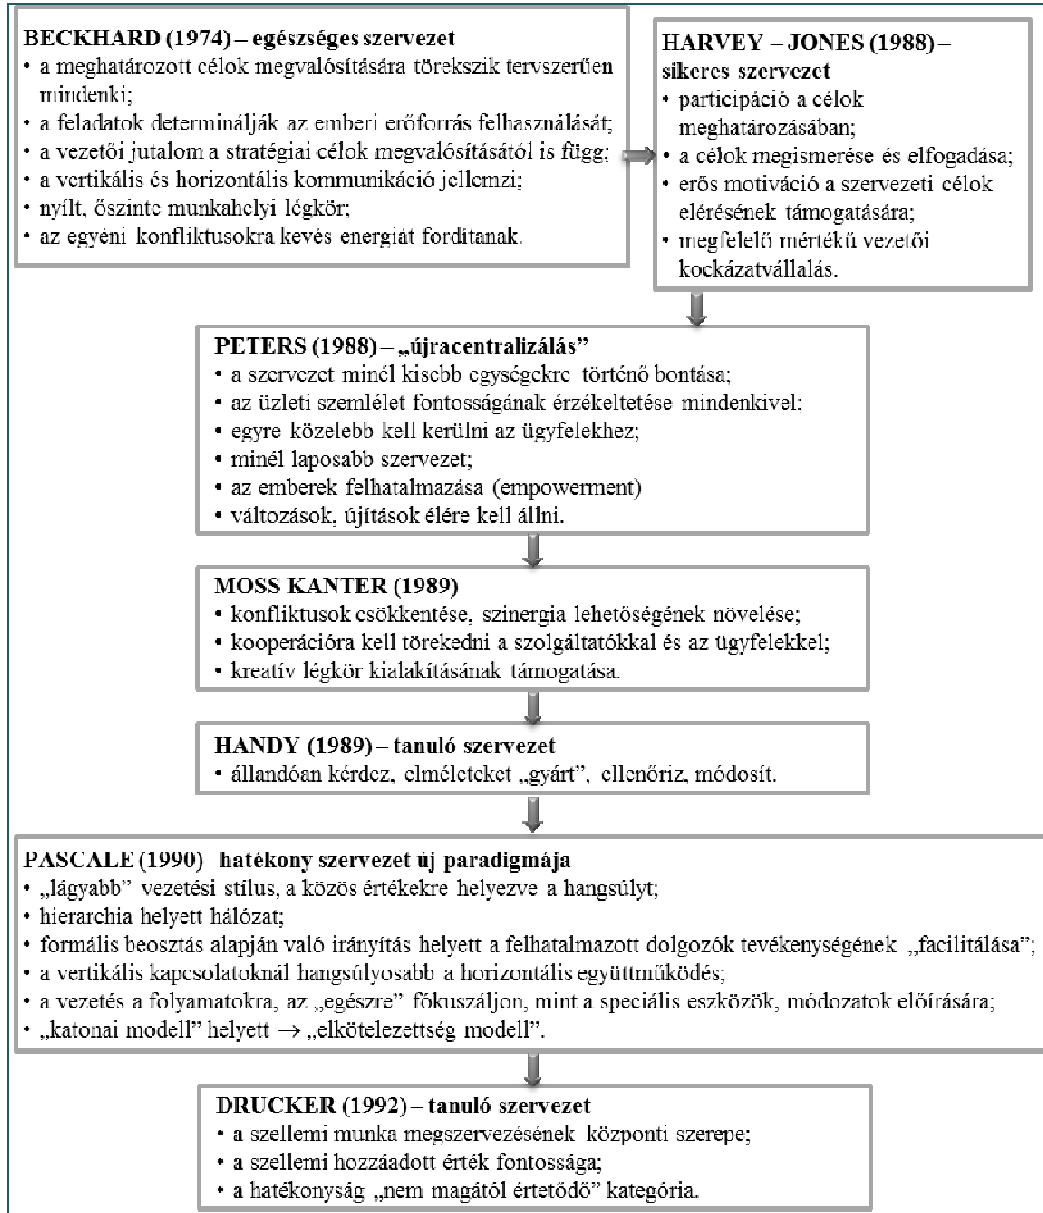 BECKHARD (1974) – egészséges szervezet
• a meghatározott célok megvalósítására törekszik tervszerűen
mindenki;
• a feladatok determinálják az emberi erőforrás felhasználását;
• a vezetői jutalom a stratégiai célok megvalósításától is függ;
• a vertikális és horizontális kommunikáció jellemzi;
• nyílt, őszinte munkahelyi légkör;
• az egyéni konfliktusokra kevés energiát fordítanak.
HARVEY – JONES (1988) –
sikeres szervezet
• participáció a célok
meghatározásában;
• a célok megismerése és elfogadása;
• erős motiváció a szervezeti célok
elérésének támogatására;
• megfelelő mértékű vezetői
kockázatvállalás.
PETERS (1988) – „újracentralizálás”
• a szervezet minél kisebb egységekre történő bontása;
• az üzleti szemlélet fontosságának érzékeltetése mindenkivel:
• egyre közelebb kell kerülni az ügyfelekhez;
• minél laposabb szervezet;
• az emberek felhatalmazása (empowerment)
• változások, újítások élére kell állni.
MOSS KANTER (1989)
• konfliktusok csökkentése, szinergia lehetőségének növelése;
• kooperációra kell törekedni a szolgáltatókkal és az ügyfelekkel;
• kreatív légkör kialakításának támogatása.
HANDY (1989) – tanuló szervezet
• állandóan kérdez, elméleteket „gyárt”, ellenőriz, módosít.
PASCALE (1990) hatékony szervezet új paradigmája
• „lágyabb” vezetési stílus, a közös értékekre helyezve a hangsúlyt;
• hierarchia helyett hálózat;
• formális beosztás alapján való irányítás helyett a felhatalmazott dolgozók tevékenységének „facilitálása”;
• a vertikális kapcsolatoknál hangsúlyosabb a horizontális együttműködés;
• a vezetés a folyamatokra, az „egészre” fókuszáljon, mint a speciális eszközök, módozatok előírására;
• „katonai modell” helyett → „elkötelezettség modell”.
DRUCKER (1992) – tanuló szervezet
• a szellemi munka megszervezésének központi szerepe;
• a szellemi hozzáadott érték fontossága;
• a hatékonyság „nem magától értetődő” kategória.